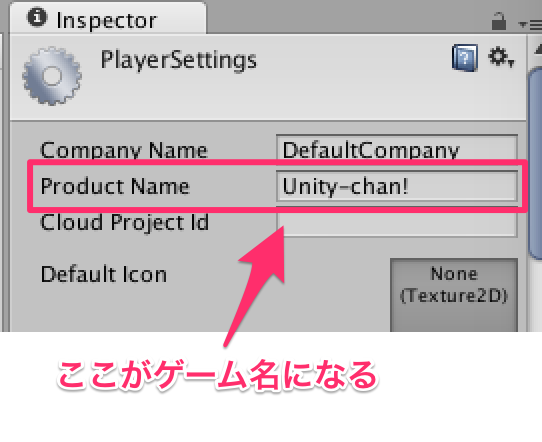 Inspector
PlayerSettings
Company Name DefaultCompany
Product Name Unity-chan!
Cloud Project Id
Default Icon None
(Texture2D)
ここがゲーム名になる